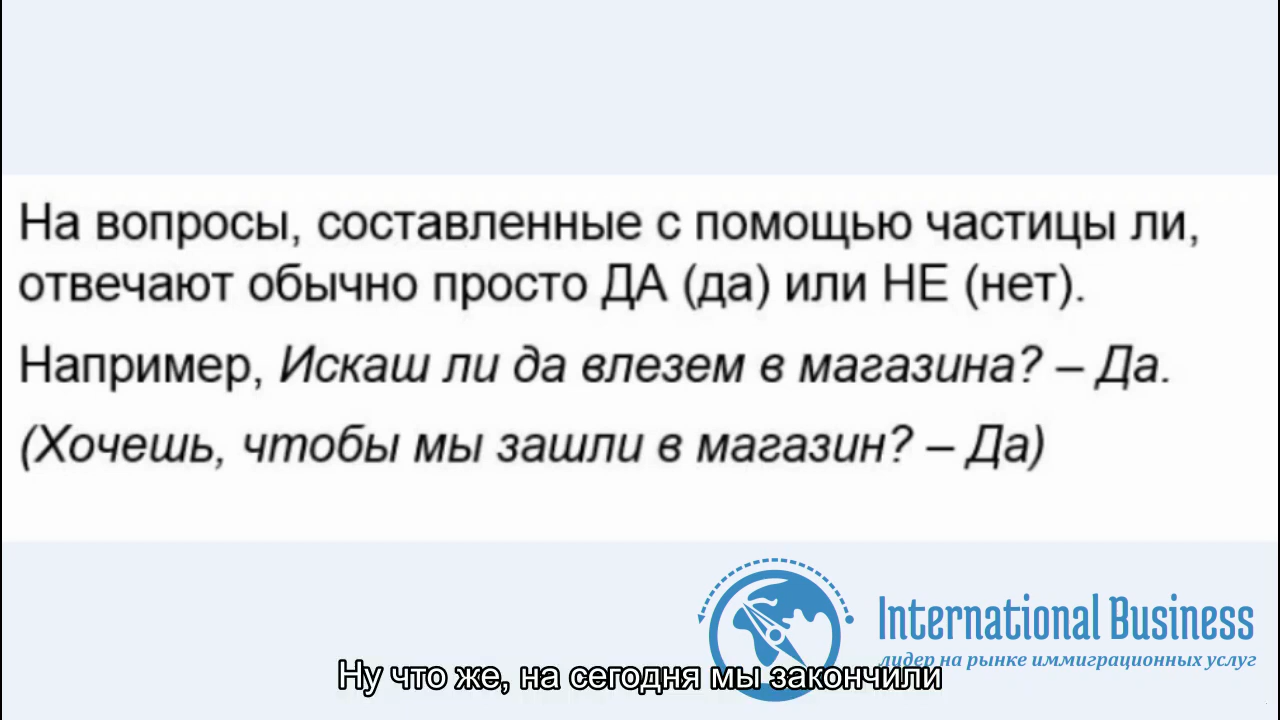 На вопросы, составленные с помощью частицы ли,
отвечают обычно просто ДА (да) или НЕ (нет).
Например, Искаш ли да влезем в магазина? – Да.
(Хочешь, чтобы мы зашли в магазин? – Да)
International Business
лидер на рынке иммиграционных услуг
Ну что же, на сегодня мы закончили